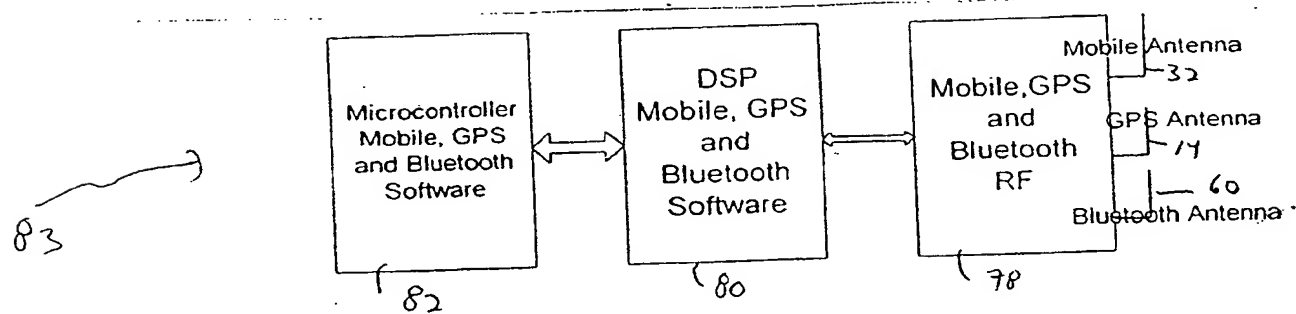 Microcontroller
Mobile, GPS
and Bluetooth
Software
DSP
Mobile, GPS
and
Bluetooth
Software
Mobile,GPS
and
Bluetooth
RF
Mobile Antenna
32
GPS Antenna
14
60
Bluetooth Antenna
83
82
80
78